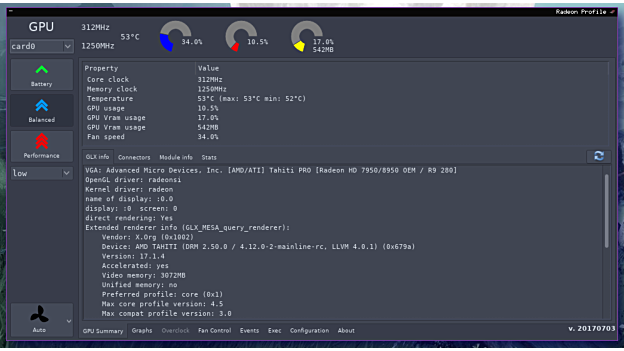 Radeon Profile
GPU
card0
312MHz
1250MHz
53°C
34.0%
10.5%
17.0%
542MB
Battery
Balanced
Performance
low
Auto
Property Value
Core clock 312MHz
Memory clock 1250MHz
Temperature 53°C (max: 53°C min: 52°C)
GPU usage 10.5%
GPU Vram usage 17.0%
GPU Vram usage 542MB
Fan speed 34.0%
GLX info Connectors Module info Stats
VGA: Advanced Micro Devices, Inc. [AMD/ATI] Tahiti PRO [Radeon HD 7950/8950 OEM / R9 280]
OpenGL driver: radeonsi
Kernel driver: radeon
name of display: :0.0
display: :0 screen: 0
direct rendering: Yes
Extended renderer info (GLX_MESA_query_renderer):
Vendor: X.Org (0x1002)
Device: AMD TAHITI (DRM 2.50.0 / 4.12.0-2-mainline-rc, LLVM 4.0.1) (0x679a)
Version: 17.1.4
Accelerated: yes
Video memory: 3072MB
Unified memory: no
Preferred profile: core (0x1)
Max core profile version: 4.5
Max compat profile version: 3.0
GPU Summary Graphs Overclock Fan Control Events Exec Configuration About
v. 20170703